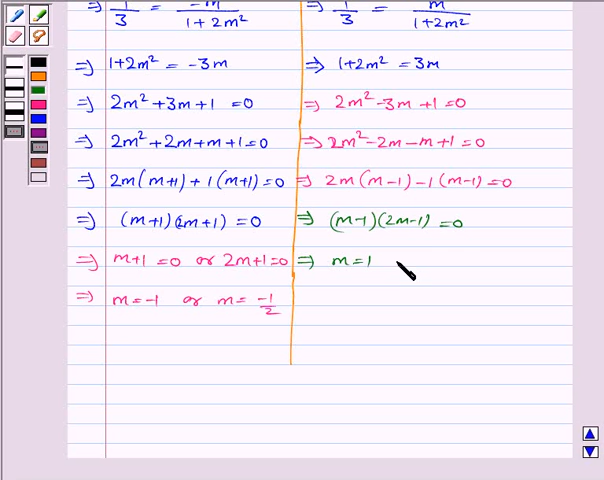 ⇒ 1/3 = -m/(1+2m²)
⇒ 1+2m² = -3m
⇒ 2m² +3m+1 =0
⇒ 2m² +2m+m+1=0
⇒ 2m(m+1)+1(m+1)=0
⇒ (m+1)(2m+1)=0
⇒ m+1=0 or 2m+1=0
⇒ m=-1 or m= -1/2
⇒ 1/3 = m/(1+2m²)
⇒ 1+2m² =3m
⇒ 2m² -3m+1=0
⇒ 2m² -2m-m+1=0
⇒ 2m(m-1)-1(m-1)=0
⇒ (m-1)(2m-1)=0
⇒ m=1